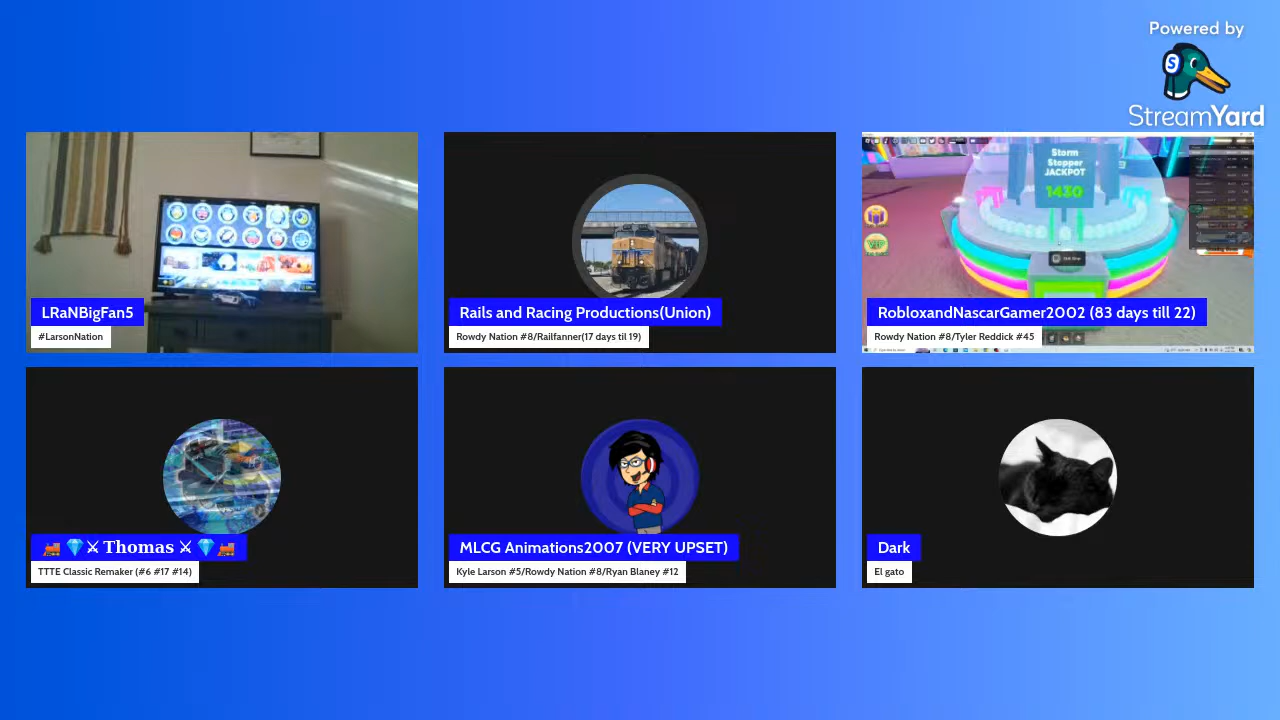 Powered by
StreamYard
LRaNBigFan5
#LarsonNation
Rails and Racing Productions(Union)
Rowdy Nation #8/Railfanner(17 days til 19)
Storm
Stopper
JACKPOT
1430
VIP
RobloxandNascarGamer2002 (83 days till 22)
Rowdy Nation #8/Tyler Reddick #45
🚂 💎⚔ Thomas ⚔ 💎🚂
TTTE Classic Remaker (#6 #17 #14)
MLCG Animations2007 (VERY UPSET)
Kyle Larson #5/Rowdy Nation #8/Ryan Blaney #12
Dark
El gato